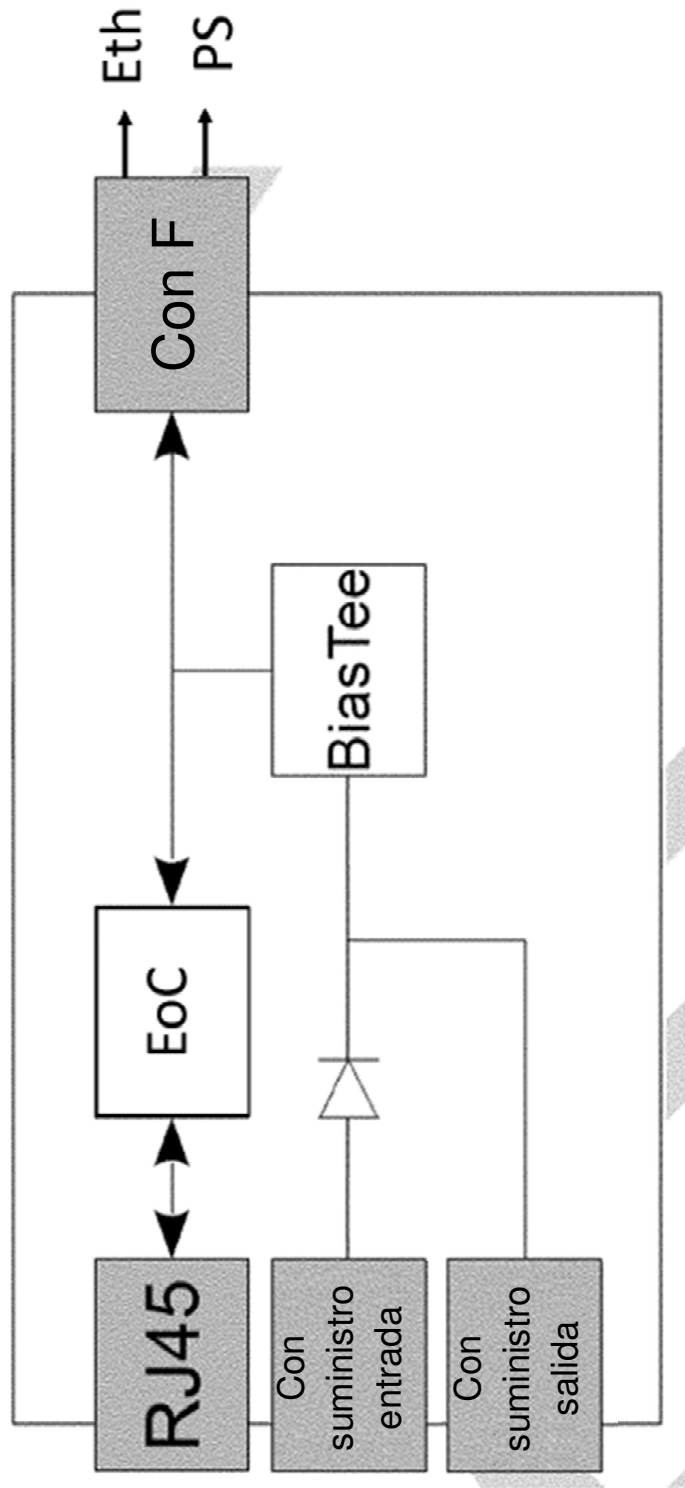 Eth
PS
Con F
BiasTee
EoC
RJ45
Con
suministro
entrada
Con
suministro
salida